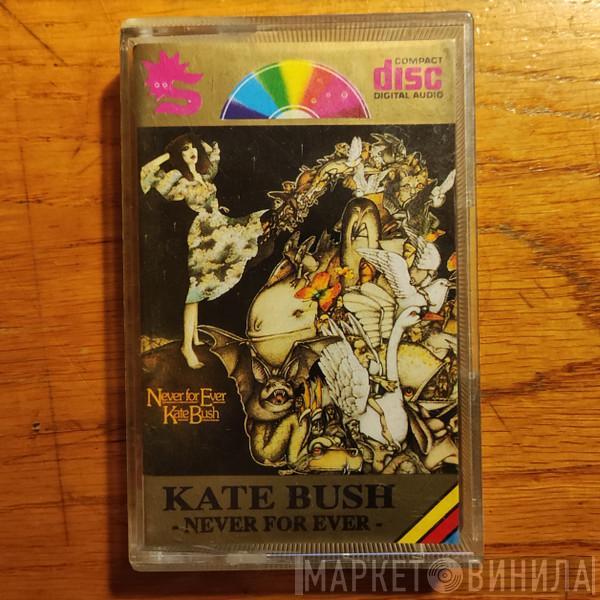 S
COMPACT
disc
DIGITAL AUDIO
Never for Ever
Kate Bush
KATE BUSH
- NEVER FOR EVER -
МАРКЕТ ВИНИЛА